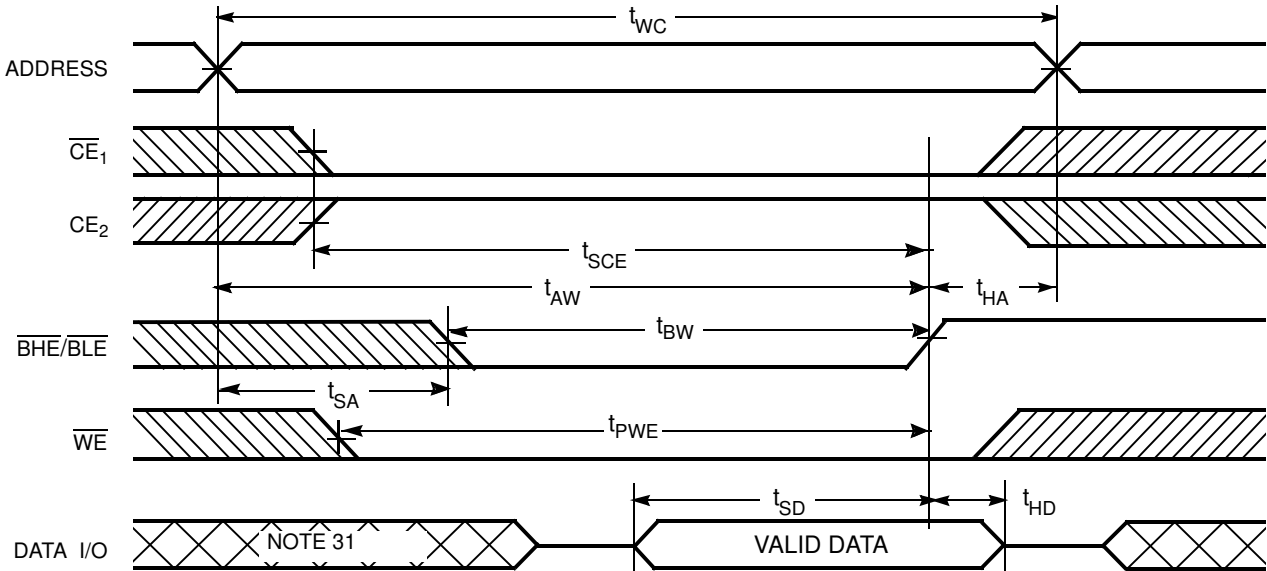 tWC
ADDRESS
CE1
CE2
tSCE
tAW
tHA
BHE/BLE
tBW
tSA
WE
tPWE
tSD
tHD
DATA I/O
NOTE 31
VALID DATA